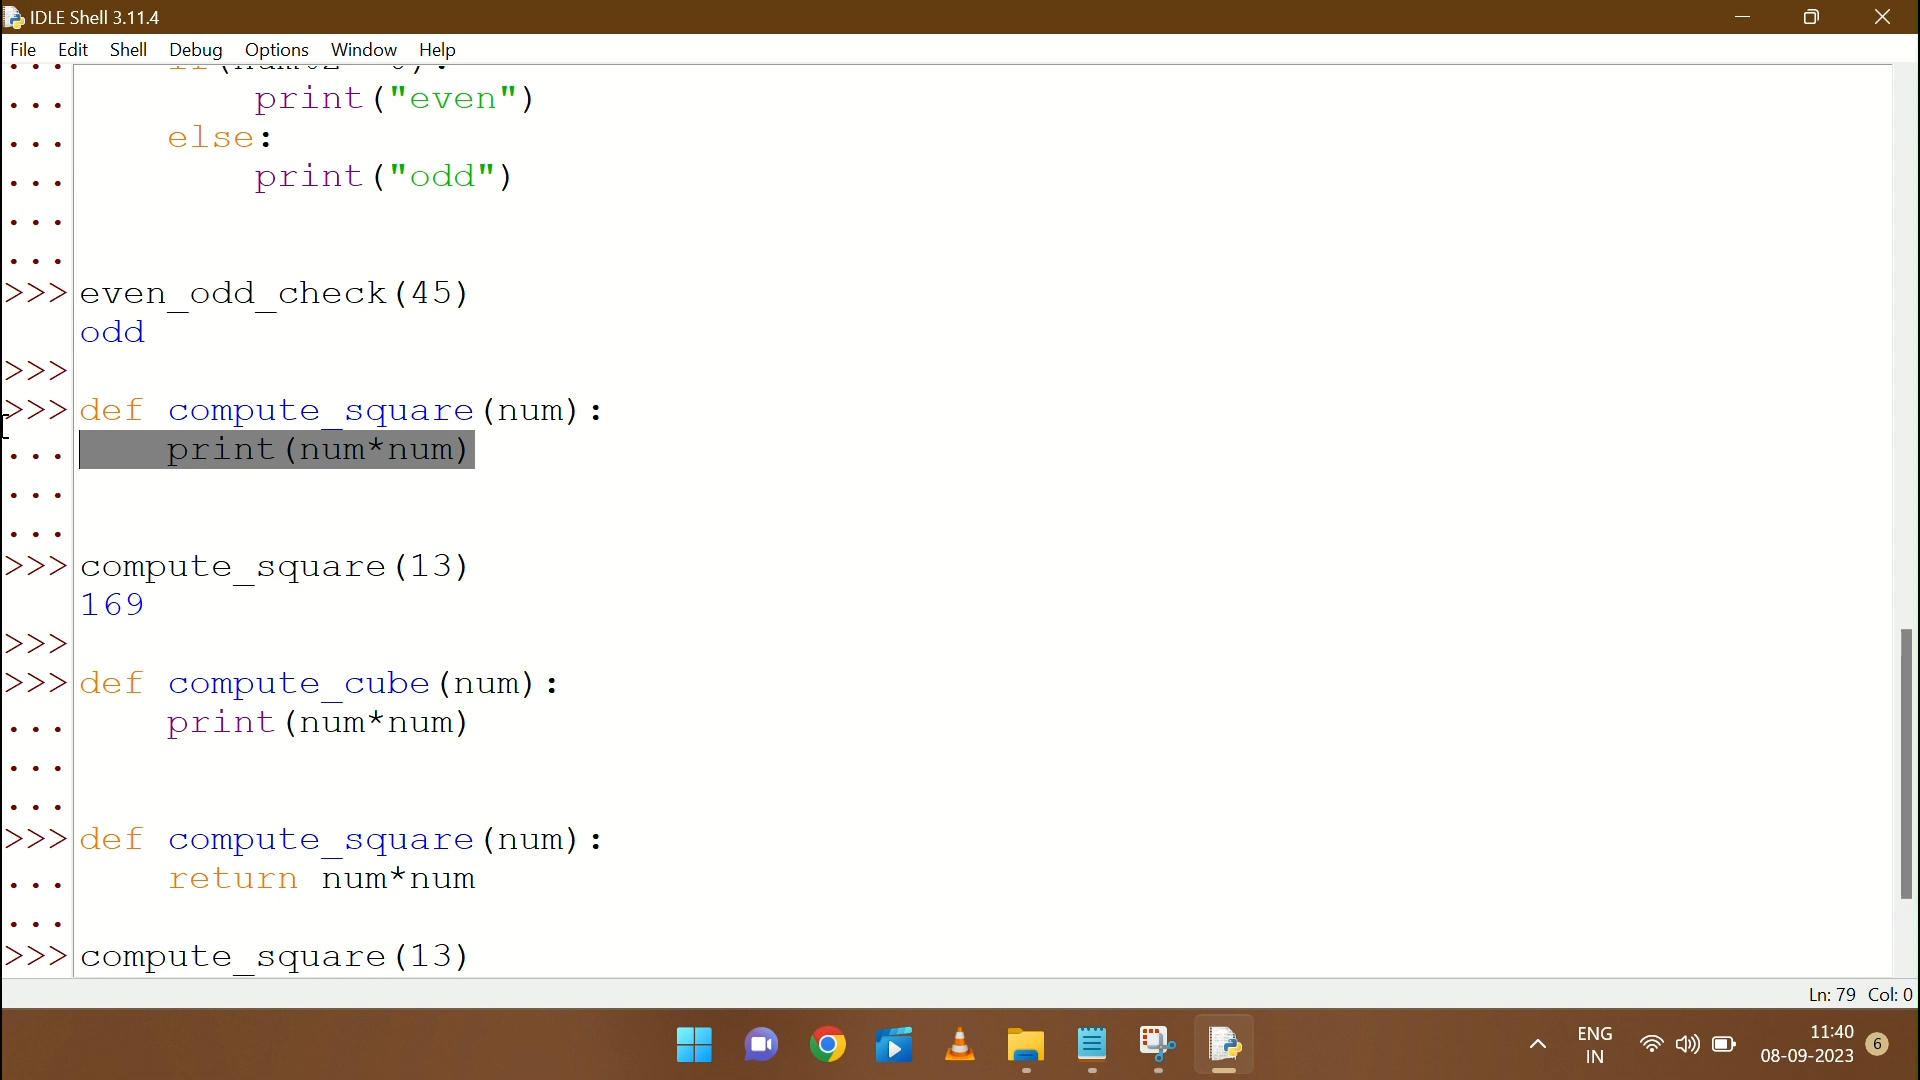 IDLE Shell 3.11.4
File Edit Shell Debug Options Window Help
...
... print("even")
... else:
... print("odd")
...
...
>>> even_odd_check(45)
odd
>>>
>>> def compute_square(num):
... print(num*num)
...
...
>>> compute_square(13)
169
>>>
>>> def compute_cube(num):
... print(num*num)
...
...
>>> def compute_square(num):
... return num*num
...
>>> compute_square(13)
Ln: 79 Col: 0
ENG
IN
11:40
08-09-2023
6